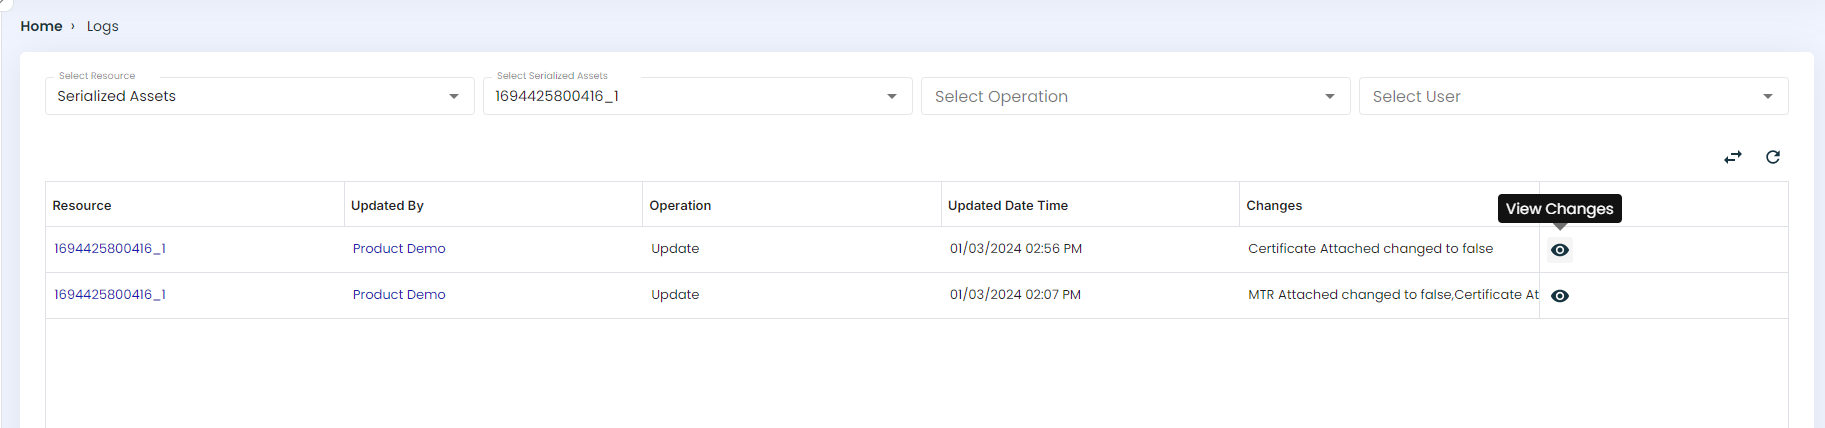 Home › Logs
Select Resource
Serialized Assets
Select Serialized Assets
1694425800416_1
Select Operation
Select User
View Changes
Resource Updated By Operation Updated Date Time Changes
1694425800416_1 Product Demo Update 01/03/2024 02:56 PM Certificate Attached changed to false
1694425800416_1 Product Demo Update 01/03/2024 02:07 PM MTR Attached changed to false,Certificate At